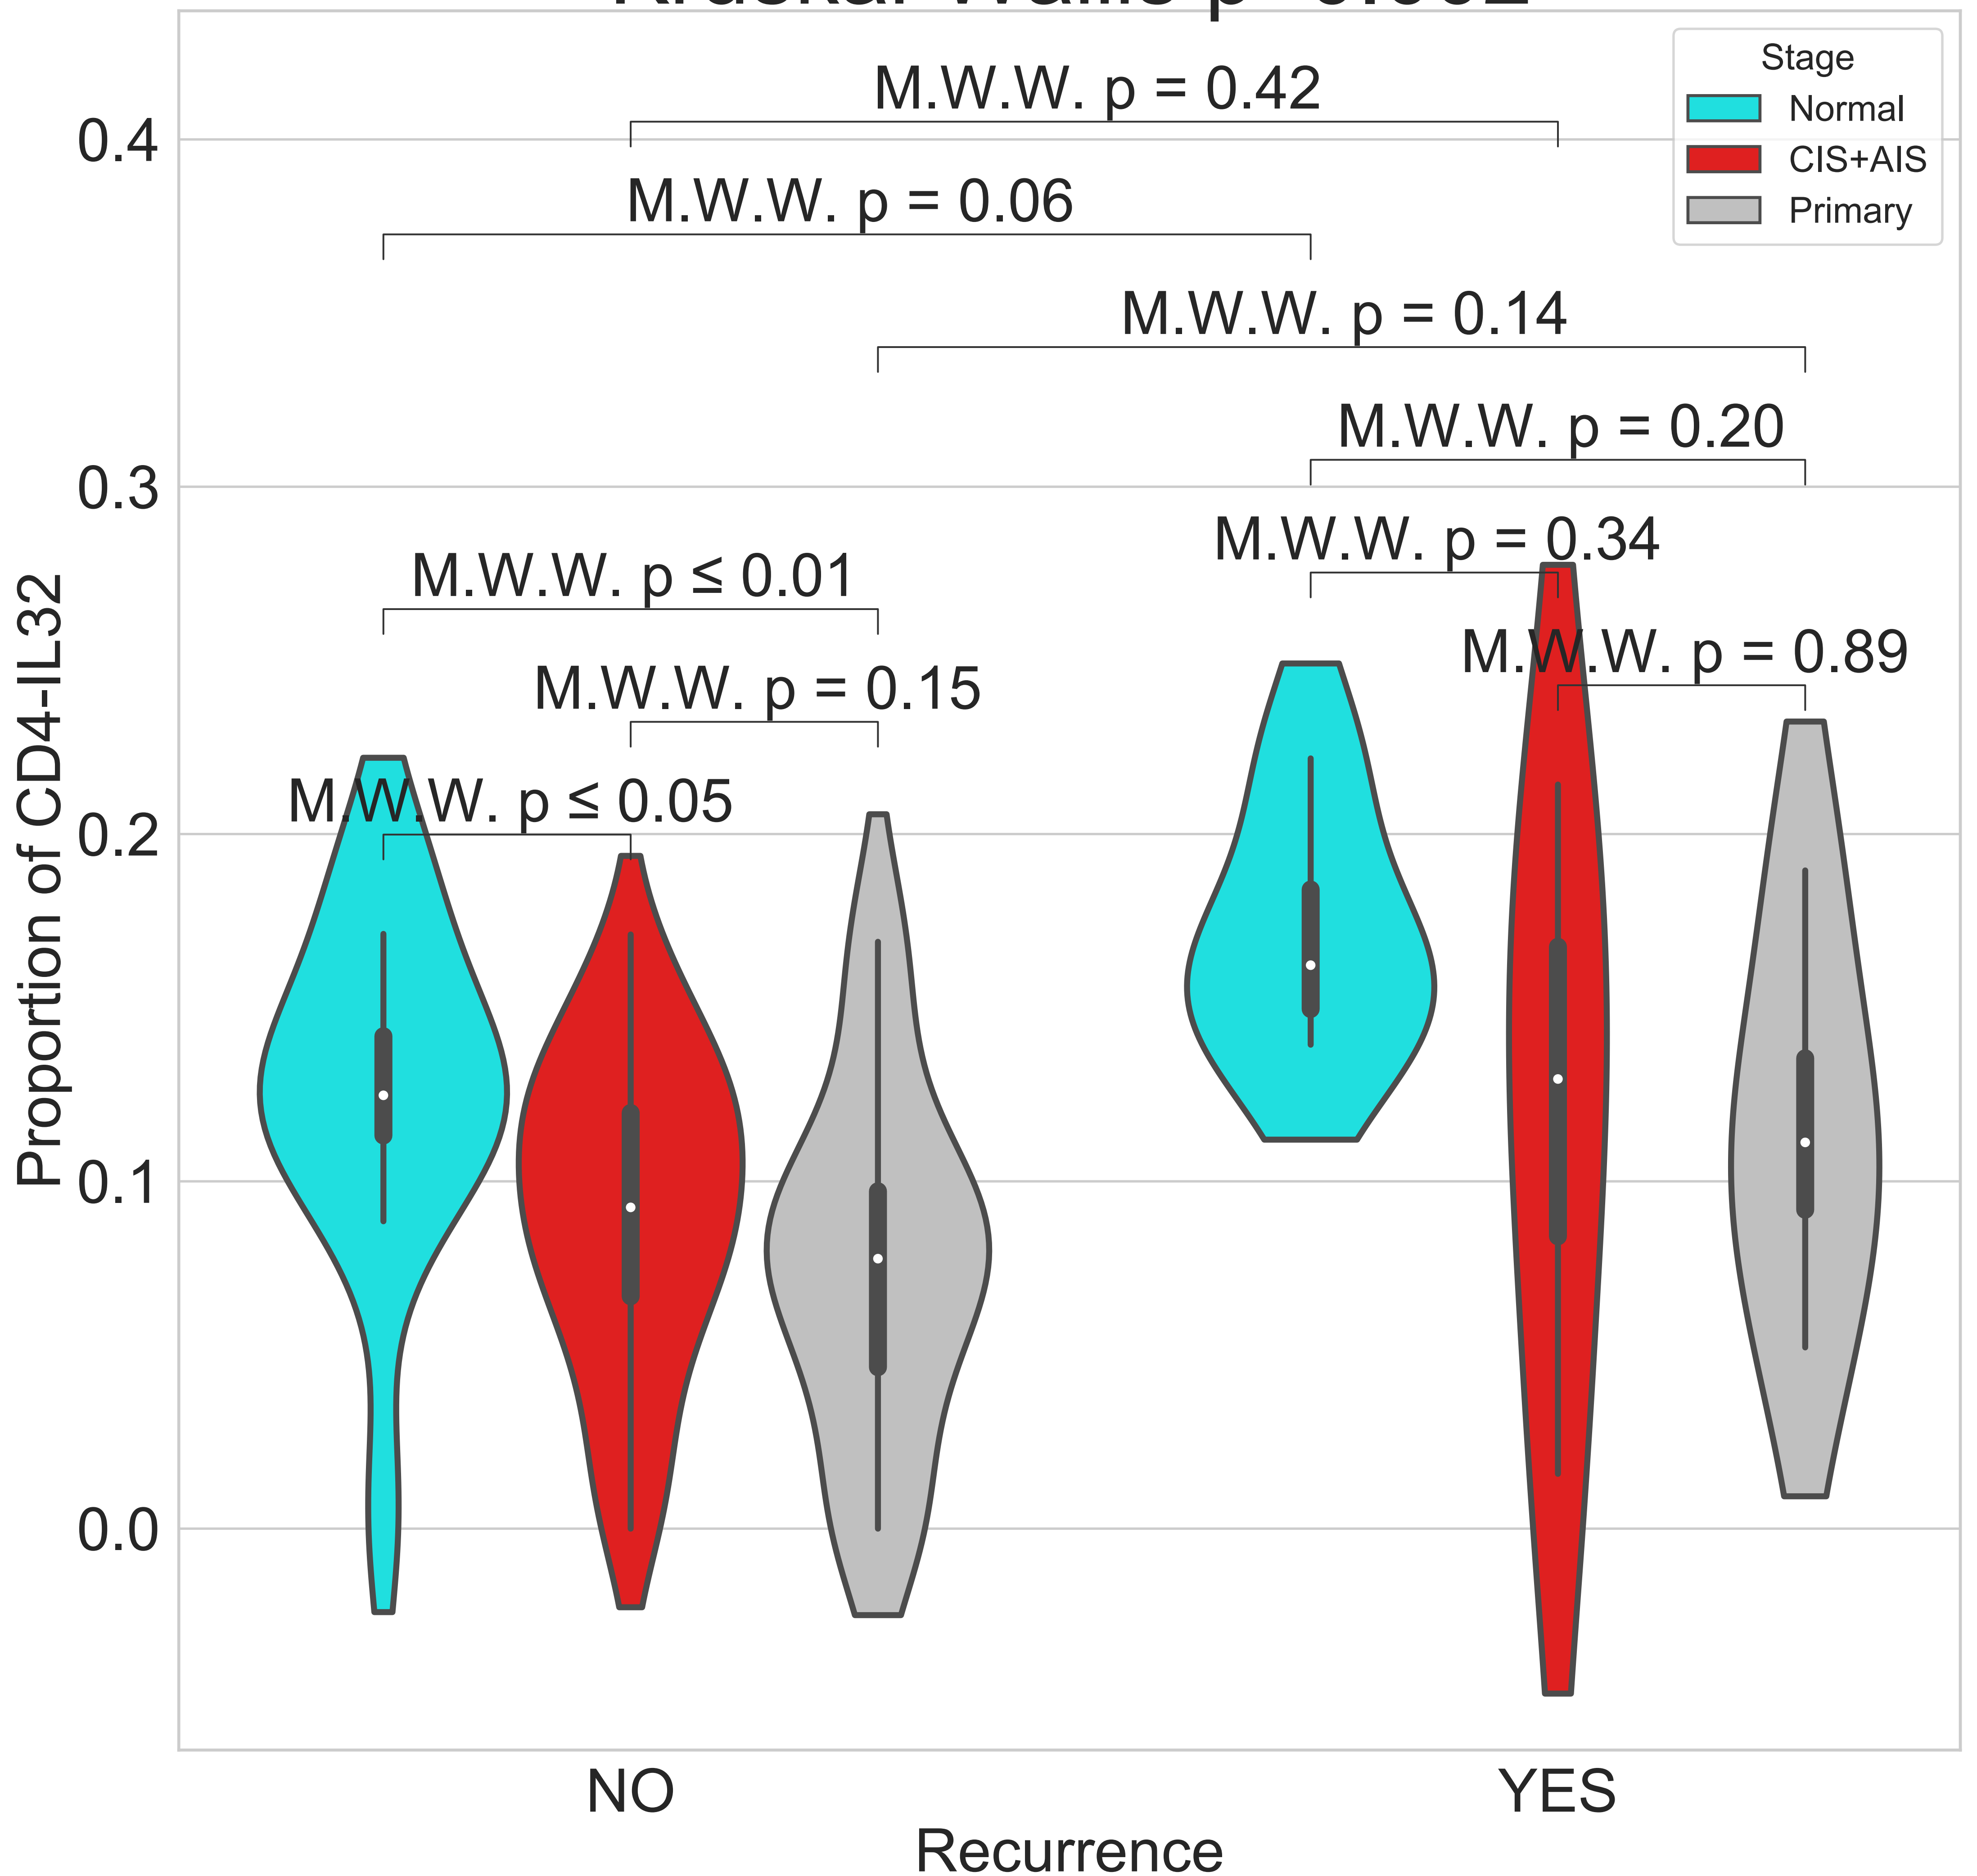 Stage
Normal
CIS+AIS
Primary
M.W.W. p = 0.42
M.W.W. p = 0.06
M.W.W. p = 0.14
M.W.W. p = 0.20
M.W.W. p = 0.34
M.W.W. p ≤ 0.01
M.W.W. p = 0.89
M.W.W. p = 0.15
M.W.W. p ≤ 0.05
0.4
0.3
0.2
0.1
0.0
Proportion of CD4-IL32
NO
YES
Recurrence